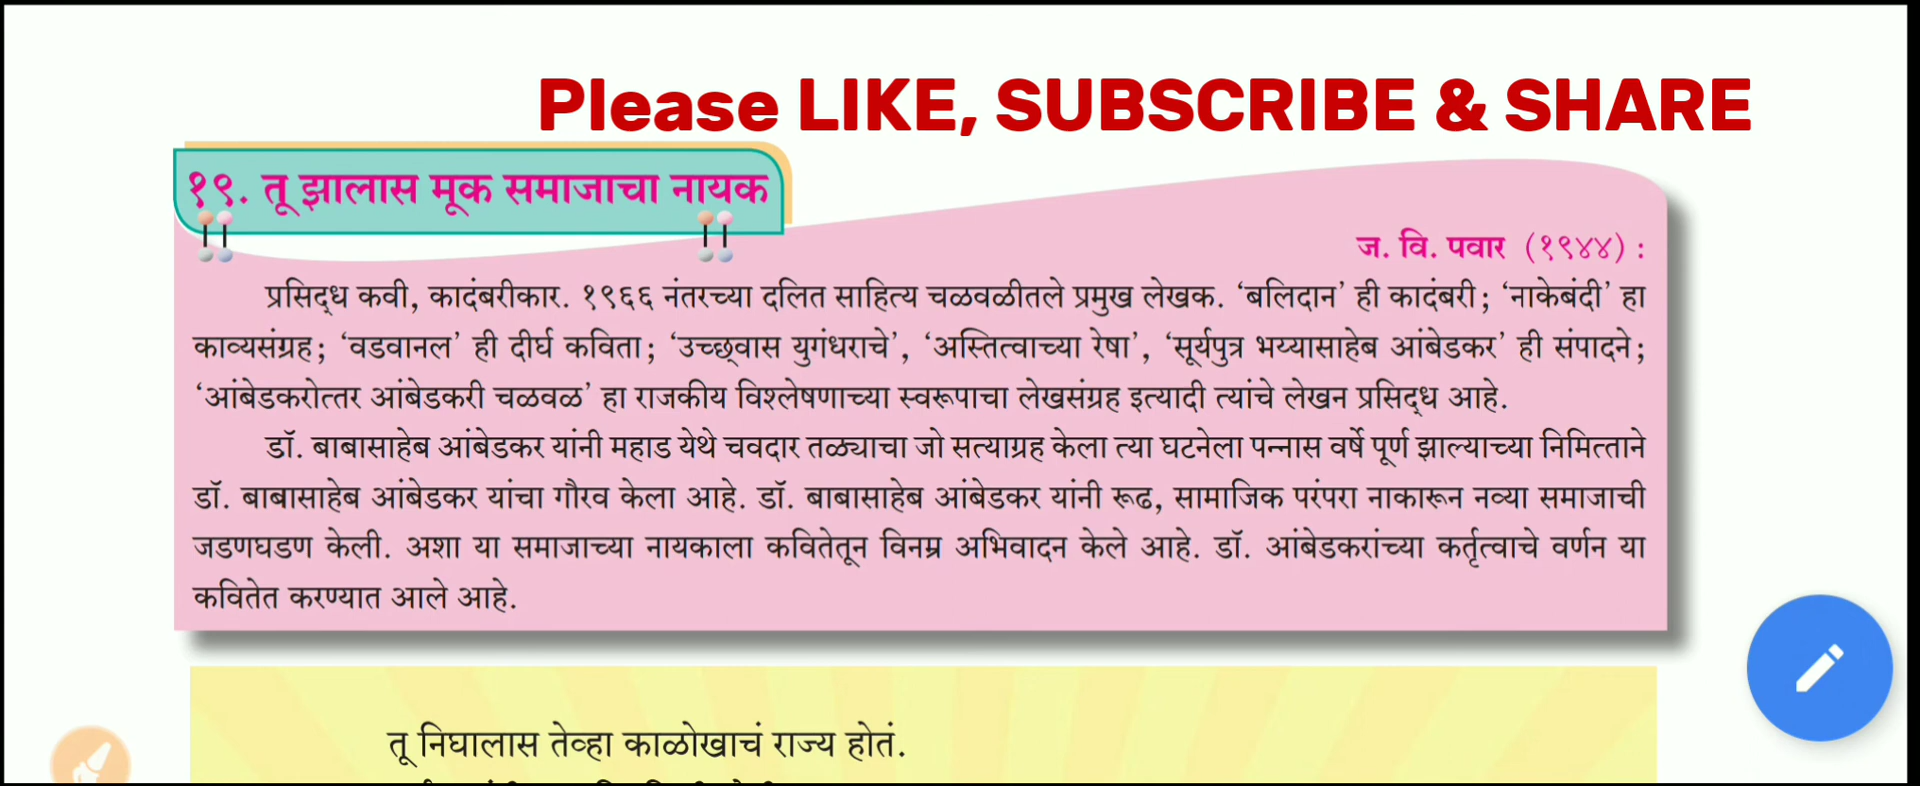 Please LIKE, SUBSCRIBE & SHARE
१९. तू झालास मूक समाजाचा नायक
ज. वि. पवार (१९४४) :
प्रसिद्ध कवी, कादंबरीकार. १९६६ नंतरच्या दलित साहित्य चळवळीतले प्रमुख लेखक. ‘बलिदान’ ही कादंबरी; ‘नाकेबंदी’ हा
काव्यसंग्रह; ‘वडवानल’ ही दीर्घ कविता; ‘उच्छ्वास युगंधराचे’, ‘अस्तित्वाच्या रेषा’, ‘सूर्यपुत्र भय्यासाहेब आंबेडकर’ ही संपादने;
‘आंबेडकरोत्तर आंबेडकरी चळवळ’ हा राजकीय विश्लेषणाच्या स्वरूपाचा लेखसंग्रह इत्यादी त्यांचे लेखन प्रसिद्ध आहे.
डॉ. बाबासाहेब आंबेडकर यांनी महाड येथे चवदार तळ्याचा जो सत्याग्रह केला त्या घटनेला पन्नास वर्षे पूर्ण झाल्याच्या निमित्ताने
डॉ. बाबासाहेब आंबेडकर यांचा गौरव केला आहे. डॉ. बाबासाहेब आंबेडकर यांनी रूढ, सामाजिक परंपरा नाकारून नव्या समाजाची
जडणघडण केली. अशा या समाजाच्या नायकाला कवितेतून विनम्र अभिवादन केले आहे. डॉ. आंबेडकरांच्या कर्तृत्वाचे वर्णन या
कवितेत करण्यात आले आहे.
तू निघालास तेव्हा काळोखाचं राज्य होतं.